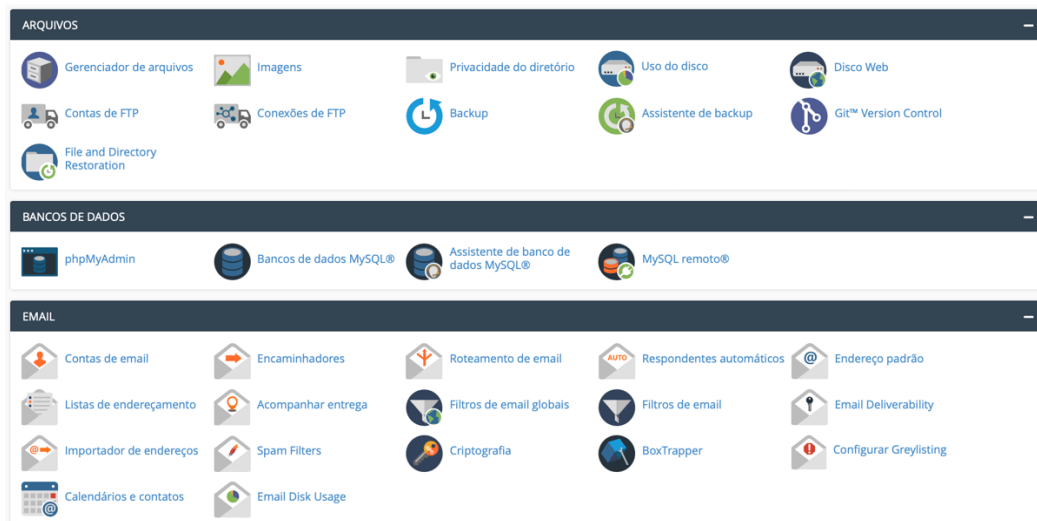 ARQUIVOS
Gerenciador de arquivos
Imagens
Privacidade do diretório
Uso do disco
Disco Web
Contas de FTP
Conexões de FTP
Backup
Assistente de backup
Git™ Version Control
File and Directory
Restoration
BANCOS DE DADOS
phpMyAdmin
Bancos de dados MySQL®
Assistente de banco de
dados MySQL®
MySQL remoto®
EMAIL
Contas de email
Encaminhadores
Roteamento de email
AUTO
Respondentes automáticos
Endereço padrão
Listas de endereçamento
Acompanhar entrega
Filtros de email globais
Filtros de email
Email Deliverability
Importador de endereços
Spam Filters
Criptografia
BoxTrapper
Configurar Greylisting
Calendários e contatos
Email Disk Usage